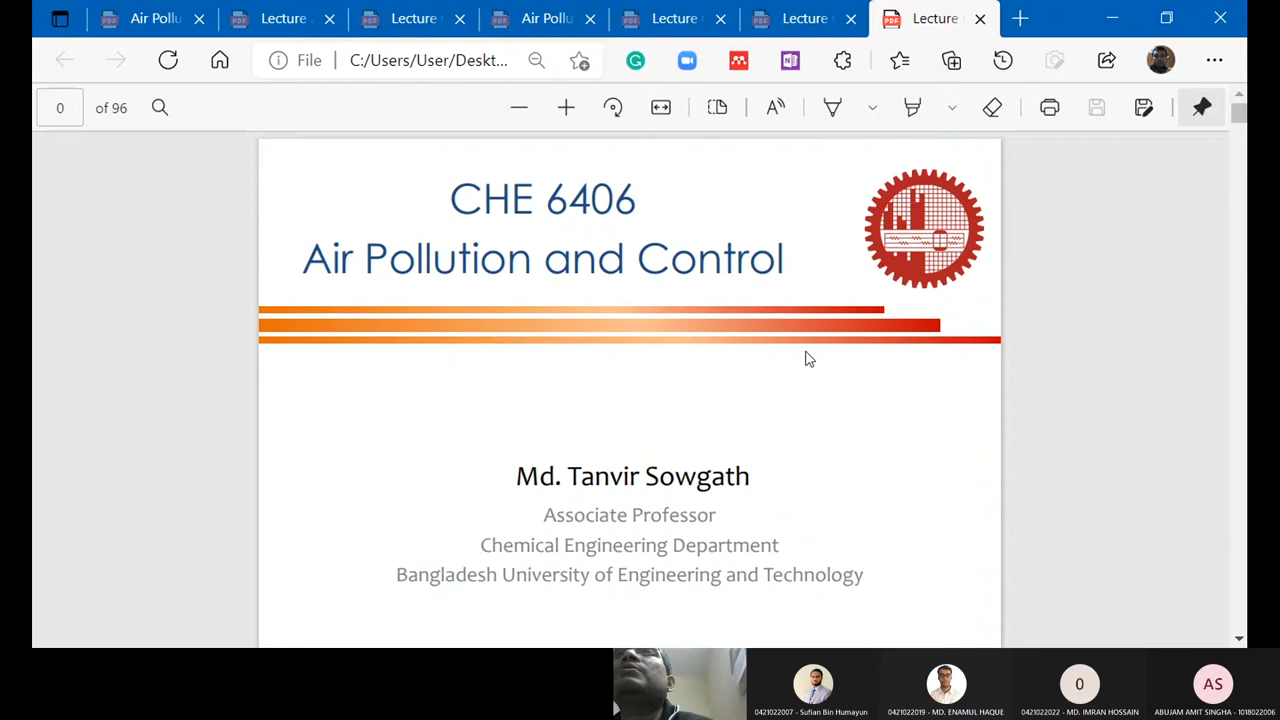 Air Pollu
Lecture
Lecture
Air Pollu
Lecture
Lecture
Lecture
File
C:/Users/User/Deskt...
0
of 96
CHE 6406
Air Pollution and Control
Md. Tanvir Sowgath
Associate Professor
Chemical Engineering Department
Bangladesh University of Engineering and Technology
0
AS
0421022007 - Sufian Bin Humayun
0421022019 - MD. ENAMUL HAQUE
0421022022 - MD. IMRAN HOSSAIN
ABUJAM AMIT SINGHA - 1018022006